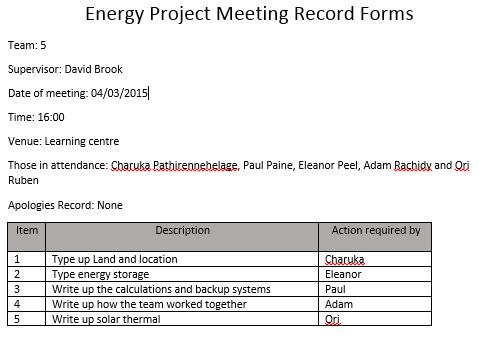 Energy Project Meeting Record Forms
Team: 5
Supervisor: David Brook
Date of meeting: 04/03/2015
Time: 16:00
Venue: Learning centre
Those in attendance: Charuka Pathirennehelage, Paul Paine, Eleanor Peel, Adam Rachidy and Ori
Ruben
Apologies Record: None
Item Description Action required by
1 Type up Land and location Charuka
2 Type energy storage Eleanor
3 Write up the calculations and backup systems Paul
4 Write up how the team worked together Adam
5 Write up solar thermal Ori